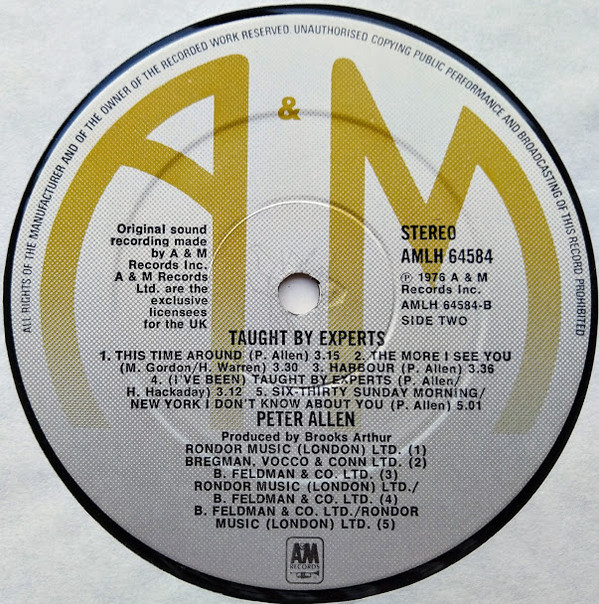 ALL RIGHTS OF THE MANUFACTURER AND OF THE OWNER OF THE RECORDED WORK RESERVED. UNAUTHORISED COPYING PUBLIC PERFORMANCE AND BROADCASTING OF THIS RECORD PROHIBITED
A & M
Original sound
recording made
by A & M
Records Inc.
A & M Records
Ltd. are the
exclusive
licensees
for the UK
STEREO
AMLH 64584
℗ 1976 A & M
Records Inc.
AMLH 64584-B
SIDE TWO
TAUGHT BY EXPERTS
1. THIS TIME AROUND (P. Allen) 3.15 2. THE MORE I SEE YOU
(M. Gordon/H. Warren) 3.30 3. HARBOUR (P. Allen) 3.36
4. (I'VE BEEN) TAUGHT BY EXPERTS (P. Allen/
H. Hackaday) 3.12 5. SIX-THIRTY SUNDAY MORNING/
NEW YORK I DON'T KNOW ABOUT YOU (P. Allen) 5.01
PETER ALLEN
Produced by Brooks Arthur
RONDOR MUSIC (LONDON) LTD. (1)
BREGMAN, VOCCO & CONN LTD. (2)
B. FELDMAN & CO. LTD. (3)
RONDOR MUSIC (LONDON) LTD./
B. FELDMAN & CO. LTD. (4)
B. FELDMAN & CO. LTD./RONDOR
MUSIC (LONDON) LTD. (5)
AM
RECORDS